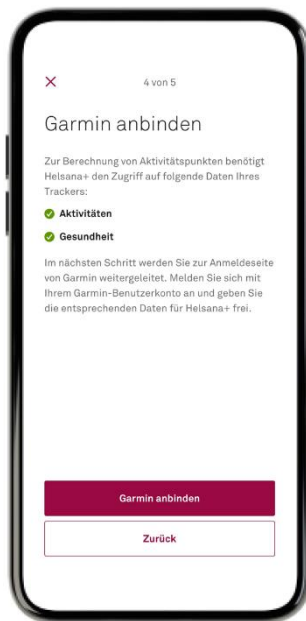 4 von 5
Garmin anbinden
Zur Berechnung von Aktivitätspunkten benötigt
Helsana+ den Zugriff auf folgende Daten Ihres
Trackers:
Aktivitäten
Gesundheit
Im nächsten Schritt werden Sie zur Anmeldeseite
von Garmin weitergeleitet. Melden Sie sich mit
Ihrem Garmin-Benutzerkonto an und geben Sie
die entsprechenden Daten für Helsana+ frei.
Garmin anbinden
Zurück